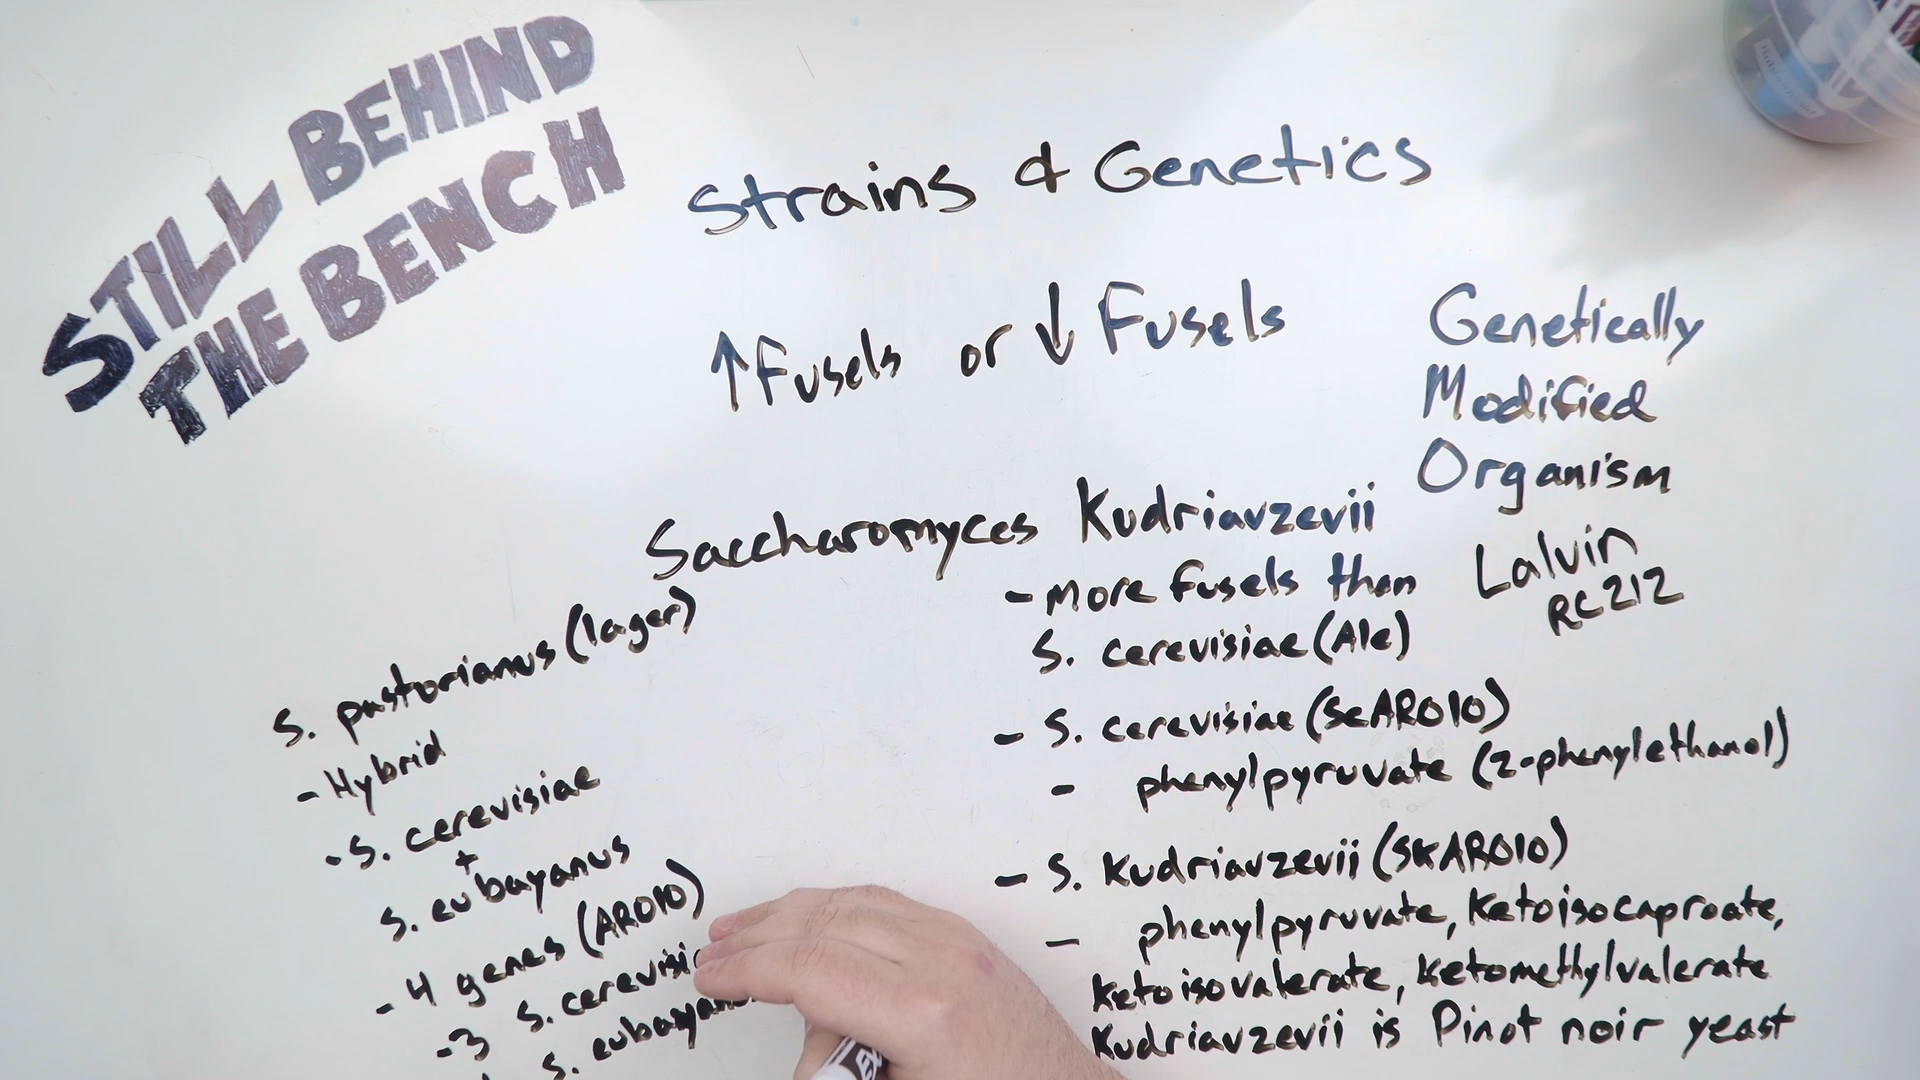 STILL BEHIND
THE BENCH
Strains & Genetics
↑Fusels or ↓ Fusels
Genetically
Modified
Organism
Saccharomyces Kudriavzevii
- More fusels than
S. cerevisiae (Ale)
Lalvin
RC212
- S. cerevisiae (ScARO10)
- phenylpyruvate (2-phenylethanol)
- S. Kudriavzevii (SKARO10)
- phenylpyruvate, Ketoisocaproate,
Ketoisovalerate, Ketomethylvalerate
Kudriavzevii is Pinot noir yeast
S. pastorianus (lager)
- Hybrid
- S. cerevisiae
+
S. eubayanus
- 4 genes (ARO10)
- 3 S. cerevisi
S. eubayanu